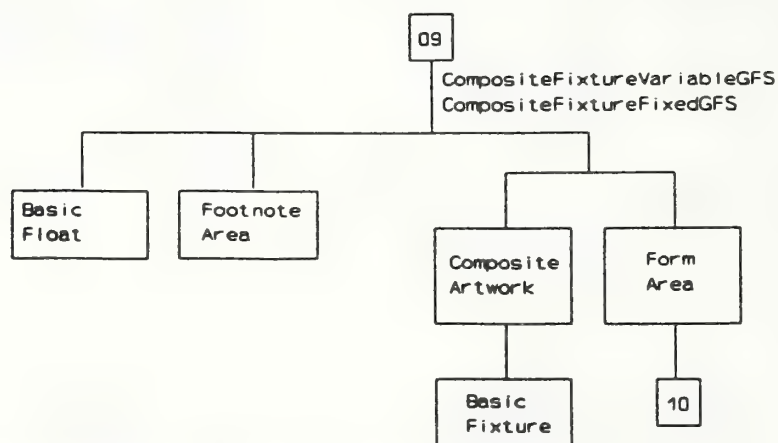 09
CompositeFixtureVariableGFS
CompositeFixtureFixedGFS
Basic
Float
Footnote
Area
Composite
Artwork
Form
Area
Basic
Fixture
10